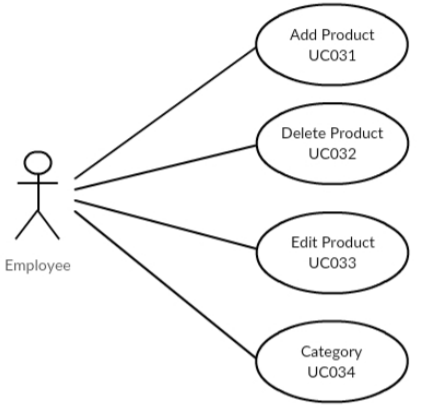 Add Product
UC031
Delete Product
UC032
Edit Product
UC033
Employee
Category
UC034